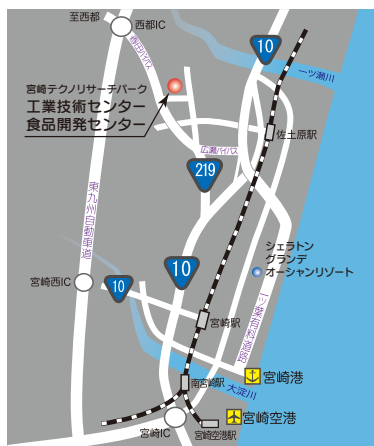 至西都
西都IC
10
春田バイパス
一ツ瀬川
宮崎テクノリサーチパーク
工業技術センター
食品開発センター
佐土原駅
広瀬バイパス
219
東九州自動車道
シェラトン
グランデ
オーシャンリゾート
10
宮崎西IC
10
一ツ葉有料道路
宮崎駅
宮崎港
南宮崎駅
大淀川
宮崎空港
宮崎IC
宮崎空港駅